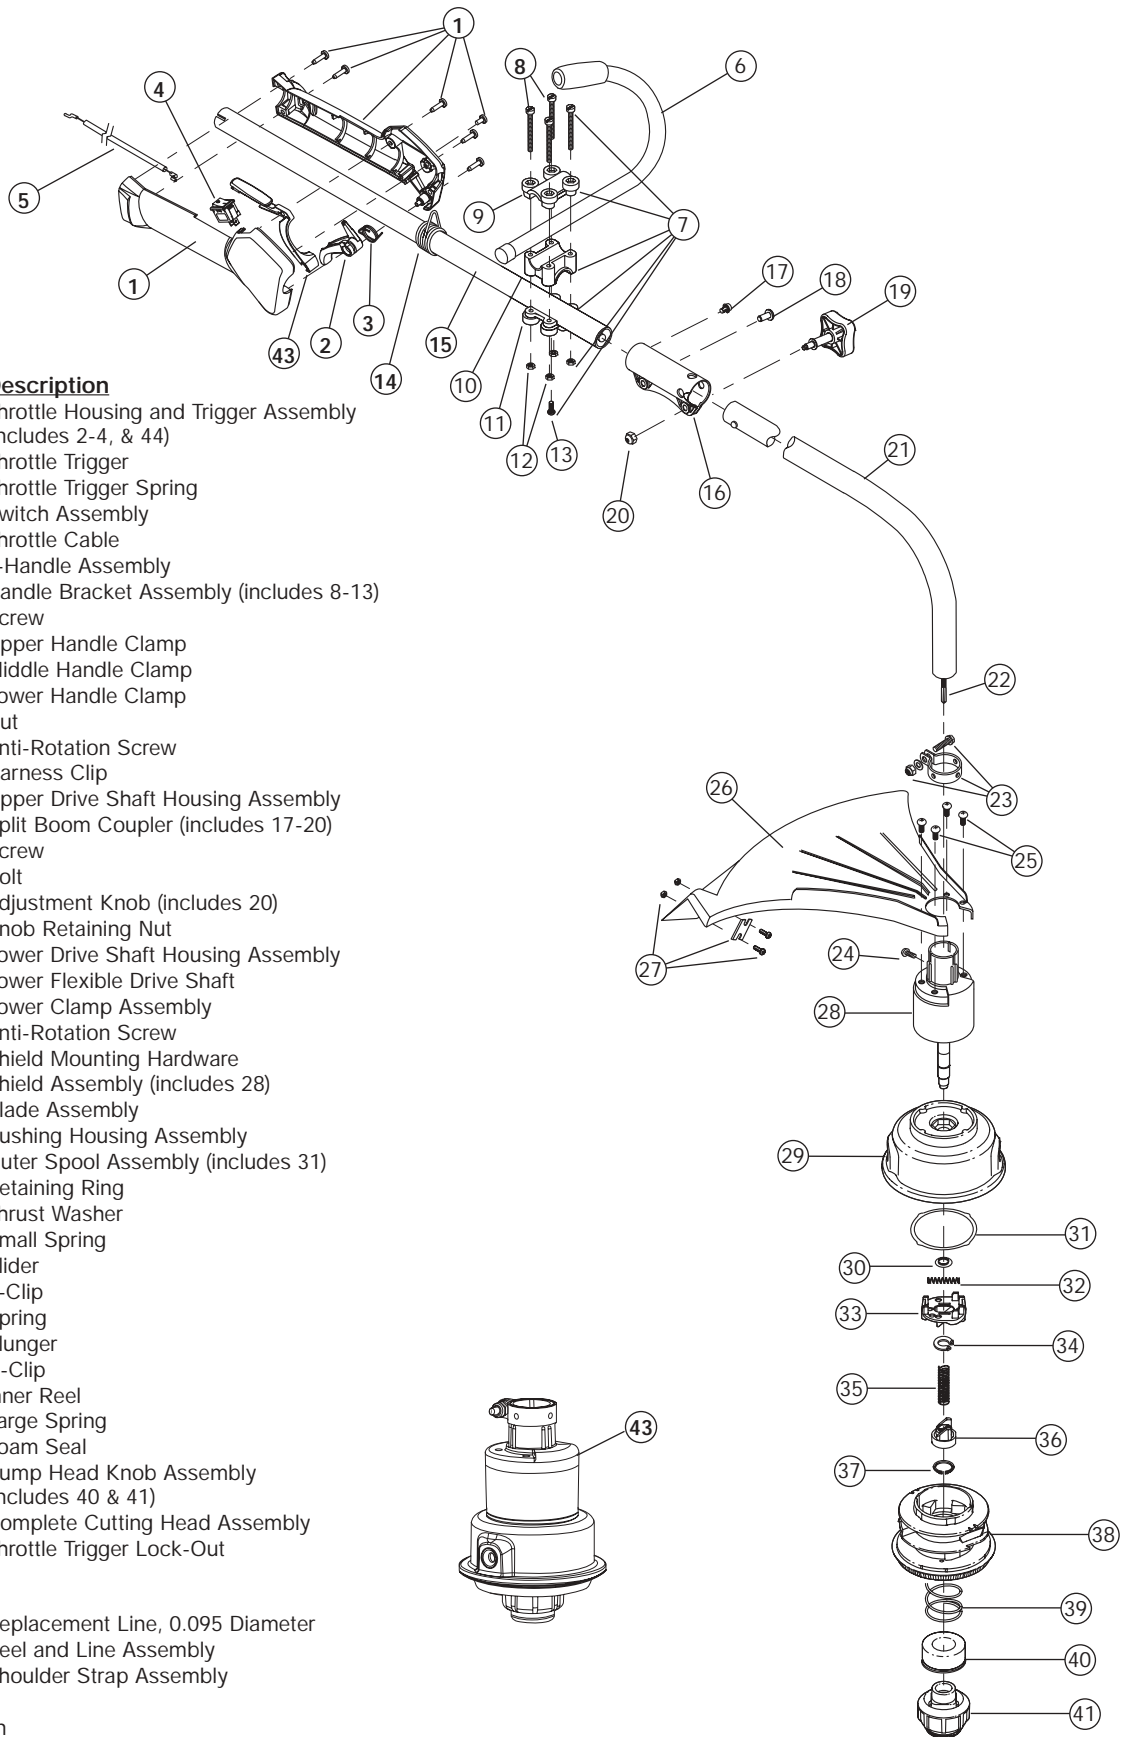 1
8
6
4
5
9
7
1
2
3
43
14
15
10
11
12
13
17
18
19
20
16
21
22
23
26
25
27
24
28
29
31
30
32
33
34
35
36
37
38
39
40
41
43
Description
hrottle Housing and Trigger Assembly
ncludes 2-4, & 44)
hrottle Trigger
hrottle Trigger Spring
witch Assembly
hrottle Cable
-Handle Assembly
andle Bracket Assembly (includes 8-13)
crew
pper Handle Clamp
iddle Handle Clamp
ower Handle Clamp
ut
nti-Rotation Screw
arness Clip
pper Drive Shaft Housing Assembly
plit Boom Coupler (includes 17-20)
crew
olt
djustment Knob (includes 20)
nob Retaining Nut
ower Drive Shaft Housing Assembly
ower Flexible Drive Shaft
ower Clamp Assembly
nti-Rotation Screw
hield Mounting Hardware
hield Assembly (includes 28)
lade Assembly
ushing Housing Assembly
uter Spool Assembly (includes 31)
etaining Ring
hrust Washer
mall Spring
lider
-Clip
pring
lunger
-Clip
nner Reel
arge Spring
oam Seal
ump Head Knob Assembly
ncludes 40 & 41)
omplete Cutting Head Assembly
hrottle Trigger Lock-Out
eplacement Line, 0.095 Diameter
eel and Line Assembly
houlder Strap Assembly
n